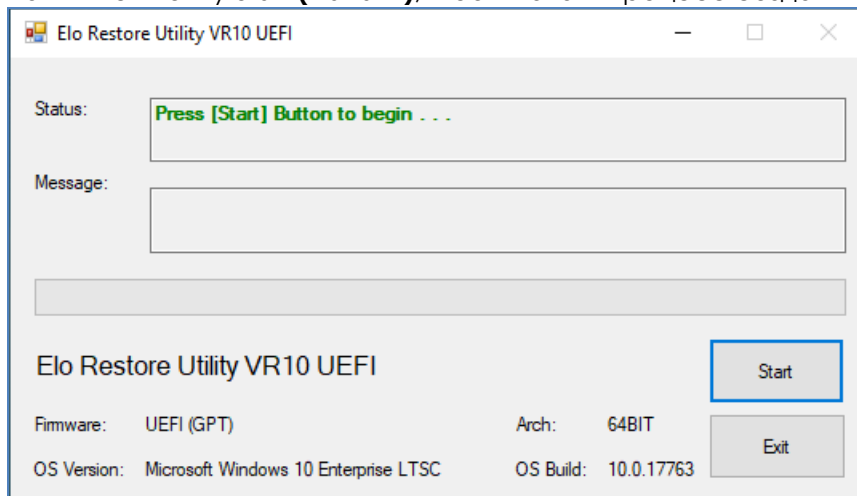 Elo Restore Utility VR10 UEFI
Status:
Press [Start] Button to begin . . .
Message:
Elo Restore Utility VR10 UEFI
Start
Firmware: UEFI (GPT) Arch: 64BIT
Exit
OS Version: Microsoft Windows 10 Enterprise LTSC OS Build: 10.0.17763